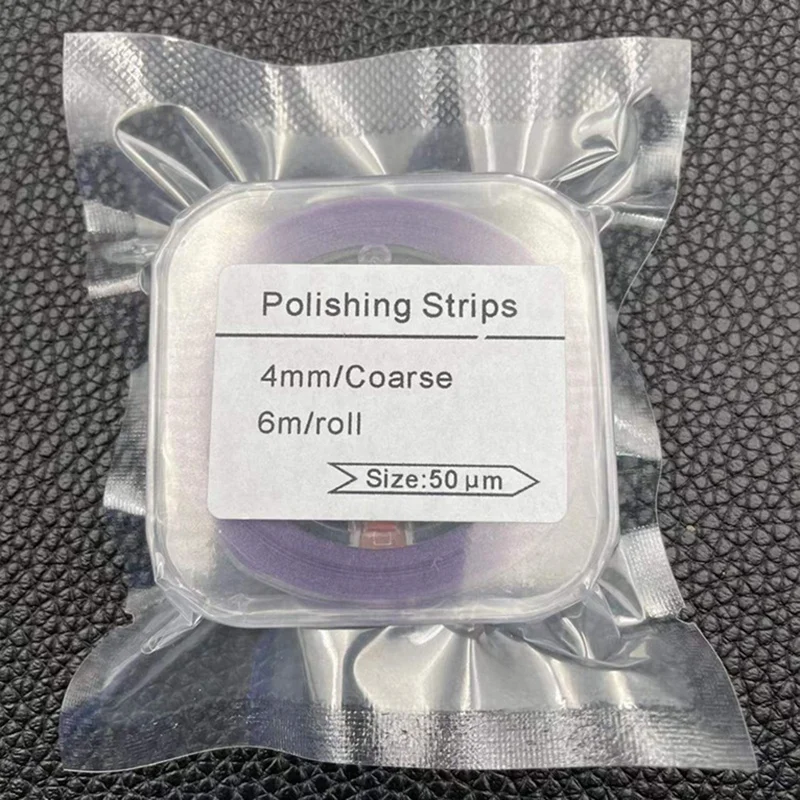 Polishing Strips
4mm/Coarse
6m/roll
Size:50 μm